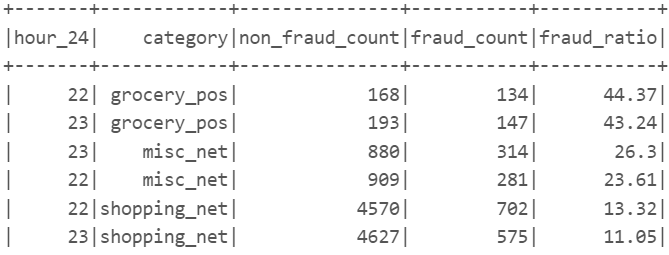 +-------+------------+---------------+-----------+-----------+
|hour_24|    category|non_fraud_count|fraud_count|fraud_ratio|
+-------+------------+---------------+-----------+-----------+
|     22| grocery_pos|            168|        134|      44.37|
|     23| grocery_pos|            193|        147|      43.24|
|     23|    misc_net|            880|        314|       26.3|
|     22|    misc_net|            909|        281|      23.61|
|     22|shopping_net|           4570|        702|      13.32|
|     23|shopping_net|           4627|        575|      11.05|